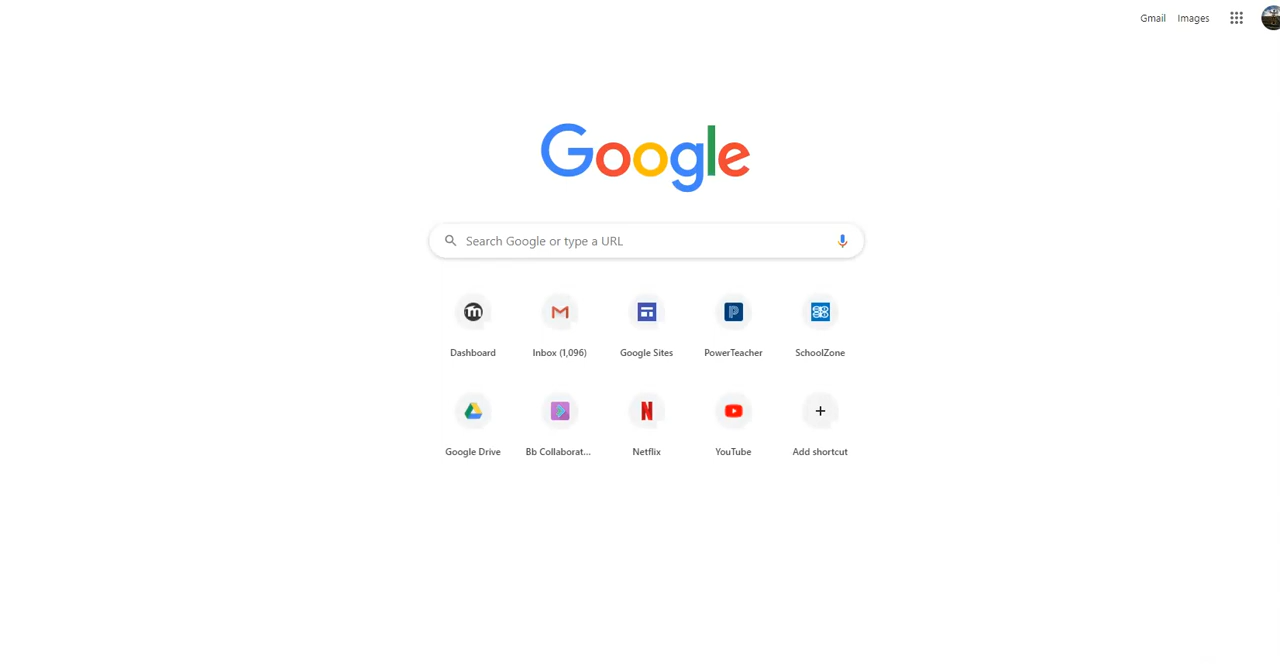 Gmail Images
Google
Search Google or type a URL
Dashboard Inbox (1,096) Google Sites PowerTeacher SchoolZone
Google Drive Bb Collaborat... Netflix YouTube Add shortcut